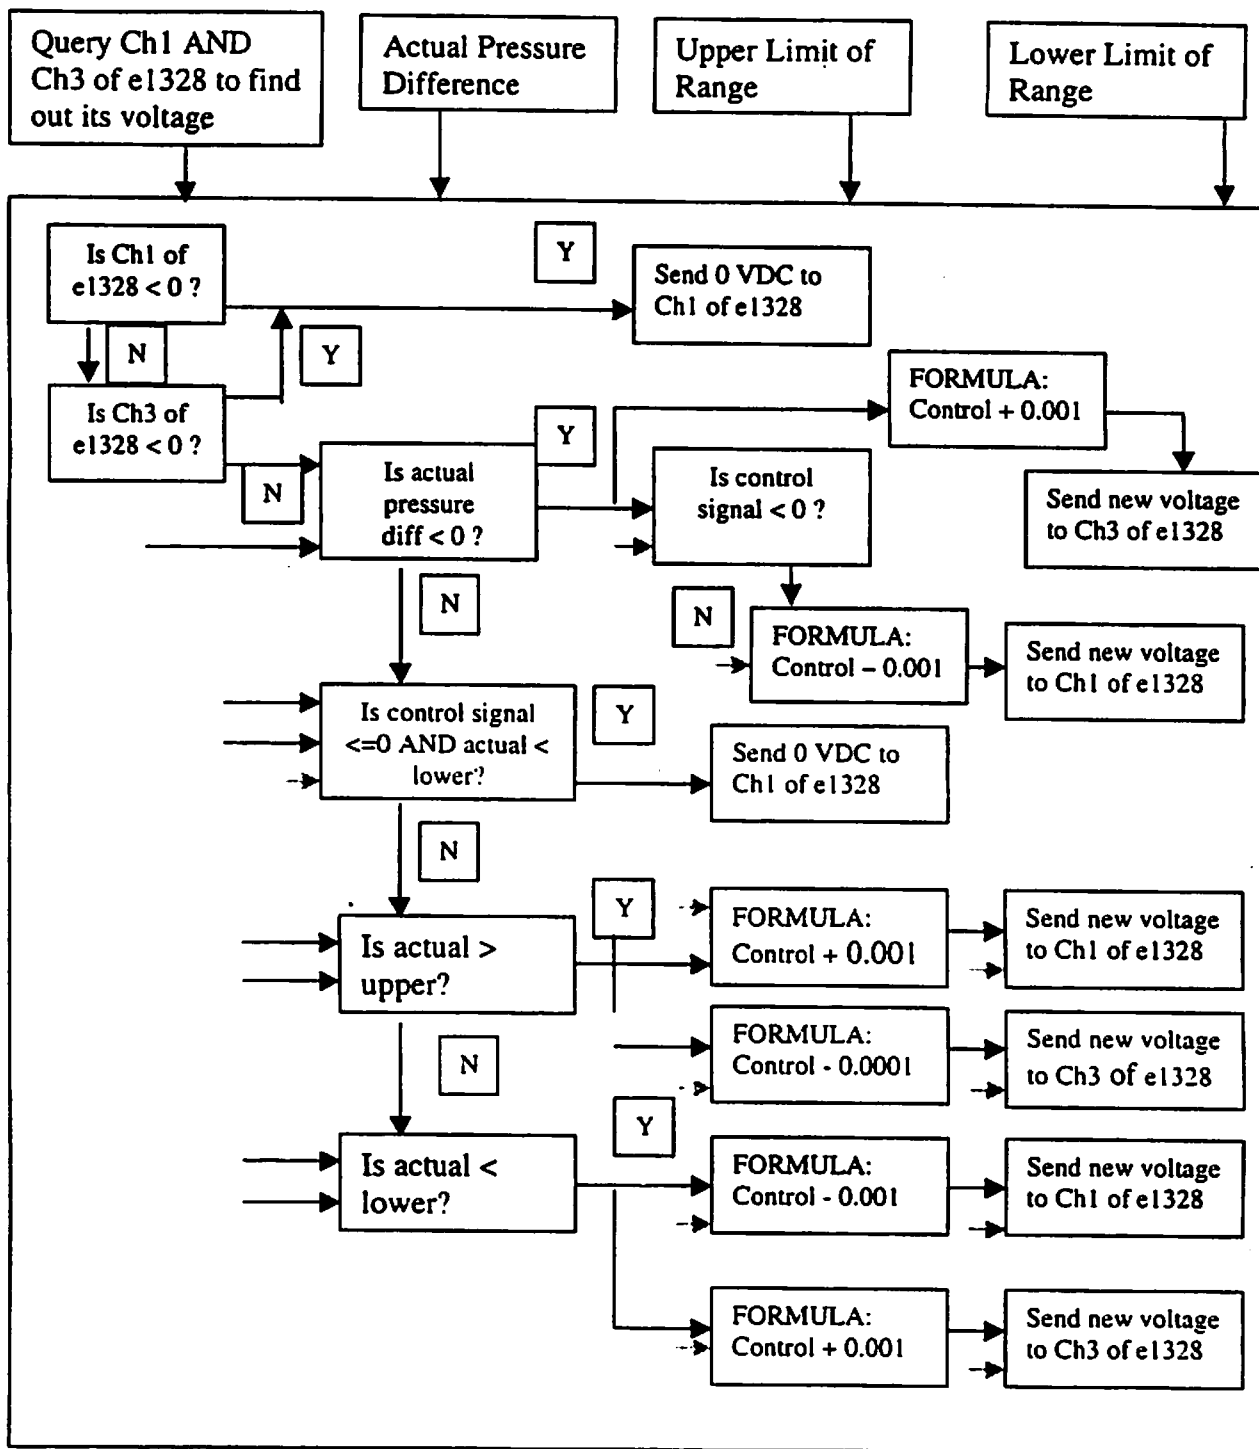 Query Ch1 AND
Ch3 of e1328 to find
out its voltage
Actual Pressure
Difference
Upper Limit of
Range
Lower Limit of
Range
Is Ch1 of
e1328 < 0 ?
Y
Send 0 VDC to
Ch1 of e1328
N
Y
Is Ch3 of
e1328 < 0 ?
FORMULA:
Control + 0.001
Y
N
Is actual
pressure
diff < 0 ?
Is control
signal < 0 ?
Send new voltage
to Ch3 of e1328
N
N
FORMULA:
Control – 0.001
Send new voltage
to Ch1 of e1328
Is control signal
<=0 AND actual <
lower?
Y
Send 0 VDC to
Ch1 of e1328
N
Y
Is actual >
upper?
FORMULA:
Control + 0.001
Send new voltage
to Ch1 of e1328
N
FORMULA:
Control - 0.0001
Send new voltage
to Ch3 of e1328
Y
Is actual <
lower?
FORMULA:
Control - 0.001
Send new voltage
to Ch1 of e1328
FORMULA:
Control + 0.001
Send new voltage
to Ch3 of e1328